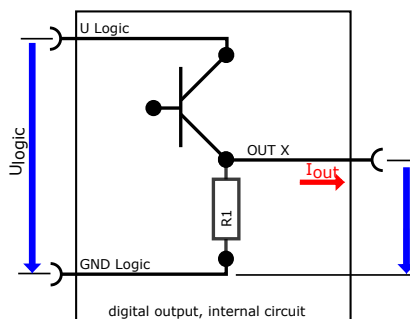 U Logic
Ulogic
OUT X
Iout
R1
GND Logic
digital output, internal circuit